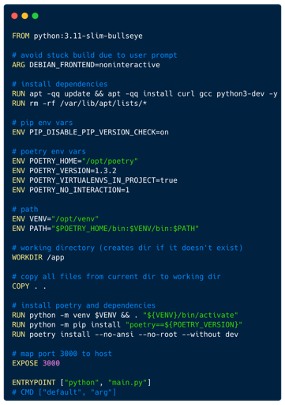 FROM python:3.11-slim-bullseye
# avoid stuck build due to user prompt
ARG DEBIAN_FRONTEND=noninteractive
# install dependencies
RUN apt -qq update && apt -qq install curl gcc python3-dev -y
RUN rm -rf /var/lib/apt/lists/*
# pip env vars
ENV PIP_DISABLE_PIP_VERSION_CHECK=on
# poetry env vars
ENV POETRY_HOME="/opt/poetry"
ENV POETRY_VERSION=1.3.2
ENV POETRY_VIRTUALENVS_IN_PROJECT=true
ENV POETRY_NO_INTERACTION=1
# path
ENV VENV="/opt/venv"
ENV PATH="$POETRY_HOME/bin:$VENV/bin:$PATH"
# working directory (creates dir if it doesn't exist)
WORKDIR /app
# copy all files from current dir to working dir
COPY . .
# install poetry and dependencies
RUN python -m venv $VENV && . "${VENV}/bin/activate"
RUN python -m pip install "poetry==${POETRY_VERSION}"
RUN poetry install --no-ansi --no-root --without dev
# map port 3000 to host
EXPOSE 3000
ENTRYPOINT ["python", "main.py"]
# CMD ["default", "arg"]